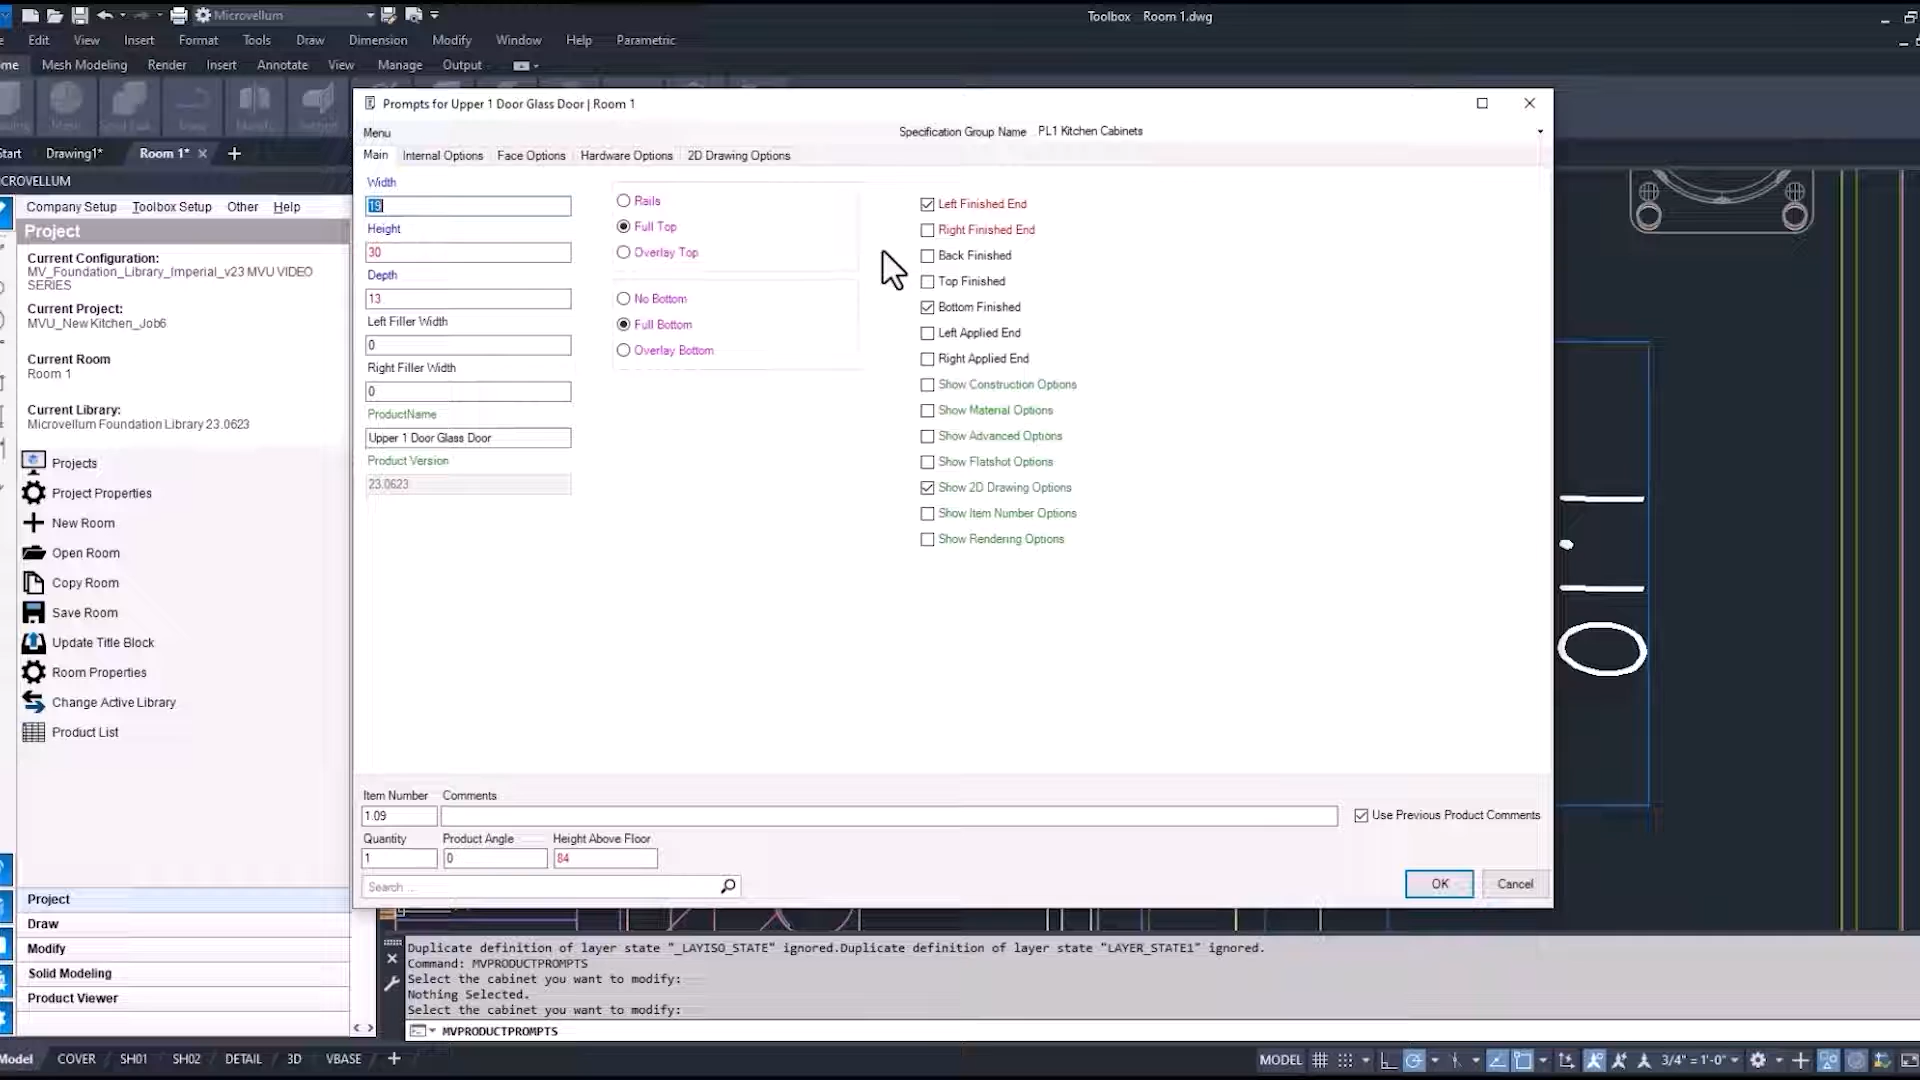 Microvellum
Toolbox Room 1.dwg
Edit View Insert Format Tools Draw Dimension Modify Window Help Parametric
ome Mesh Modeling Render Insert Annotate View Manage Output
tart Drawing1* Room 1*
CROVELLUM
Company Setup Toolbox Setup Other Help
Project
Current Configuration:
MV_Foundation_Library_Imperial_v23 MVU VIDEO
SERIES
Current Project:
MVU_New Kitchen_Job6
Current Room
Room 1
Current Library:
Microvellum Foundation Library 23.0623
Projects
Project Properties
New Room
Open Room
Copy Room
Save Room
Update Title Block
Room Properties
Change Active Library
Product List
Project
Draw
Modify
Solid Modeling
Product Viewer
Prompts for Upper 1 Door Glass Door | Room 1
Menu
Specification Group Name PL1 Kitchen Cabinets
Main Internal Options Face Options Hardware Options 2D Drawing Options
Width
19
Height
30
Depth
13
Left Filler Width
0
Right Filler Width
0
ProductName
Upper 1 Door Glass Door
Product Version
23.0623
Rails
Full Top
Overlay Top
No Bottom
Full Bottom
Overlay Bottom
Left Finished End
Right Finished End
Back Finished
Top Finished
Bottom Finished
Left Applied End
Right Applied End
Show Construction Options
Show Material Options
Show Advanced Options
Show Flatshot Options
Show 2D Drawing Options
Show Item Number Options
Show Rendering Options
Item Number Comments
1.09
Use Previous Product Comments
Quantity Product Angle Height Above Floor
1 0 84
Search ...
OK Cancel
Duplicate definition of layer state "_LAYISO_STATE" ignored.Duplicate definition of layer state "LAYER_STATE1" ignored.
Command: MVPRODUCTPROMPTS
Select the cabinet you want to modify:
Nothing Selected.
Select the cabinet you want to modify:
MVPRODUCTPROMPTS
Model COVER SH01 SH02 DETAIL 3D VBASE +
MODEL 3/4" = 1'-0"